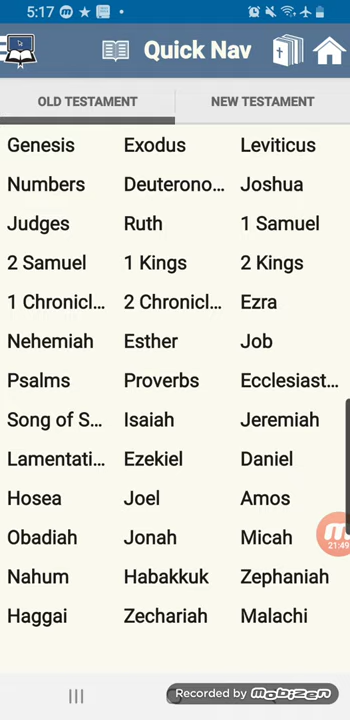 5:17
Quick Nav
OLD TESTAMENT NEW TESTAMENT
Genesis Exodus Leviticus
Numbers Deuterono... Joshua
Judges Ruth 1 Samuel
2 Samuel 1 Kings 2 Kings
1 Chronicl... 2 Chronicl... Ezra
Nehemiah Esther Job
Psalms Proverbs Ecclesiast...
Song of S... Isaiah Jeremiah
Lamentati... Ezekiel Daniel
Hosea Joel Amos
Obadiah Jonah Micah
Nahum Habakkuk Zephaniah
Haggai Zechariah Malachi
21:49
Recorded by mobizen